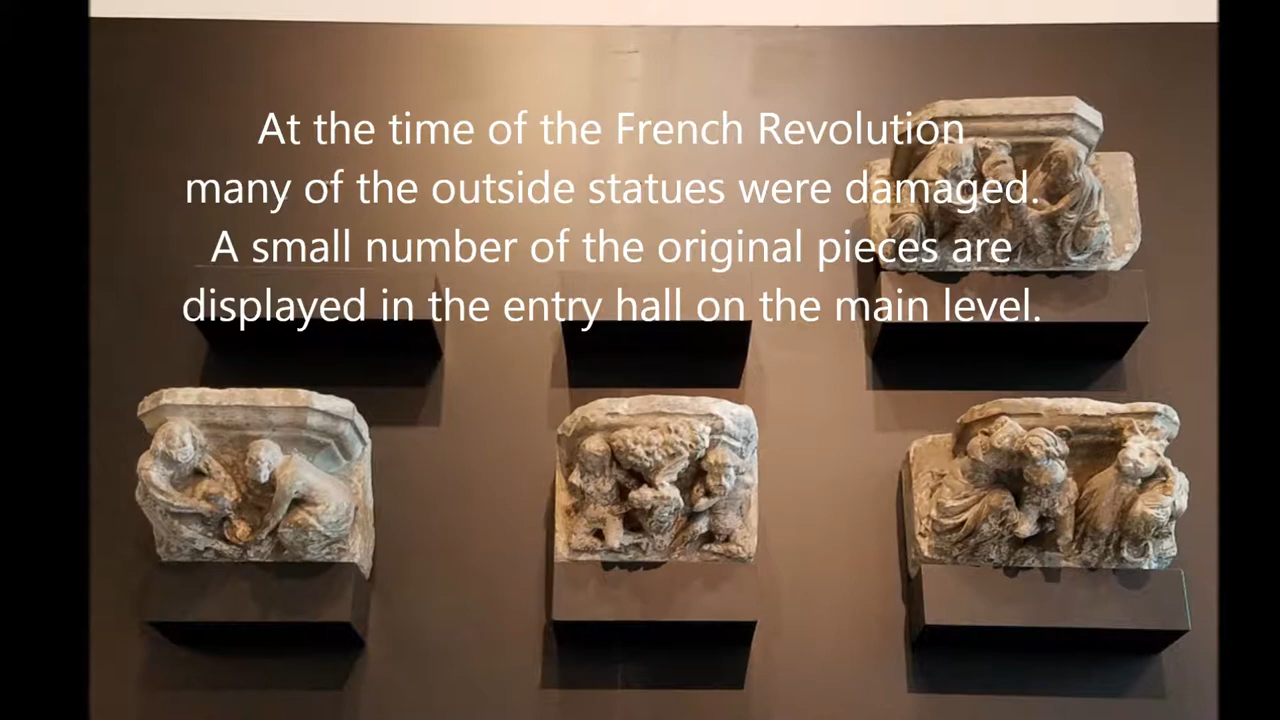 At the time of the French Revolution
many of the outside statues were damaged.
A small number of the original pieces are
displayed in the entry hall on the main level.